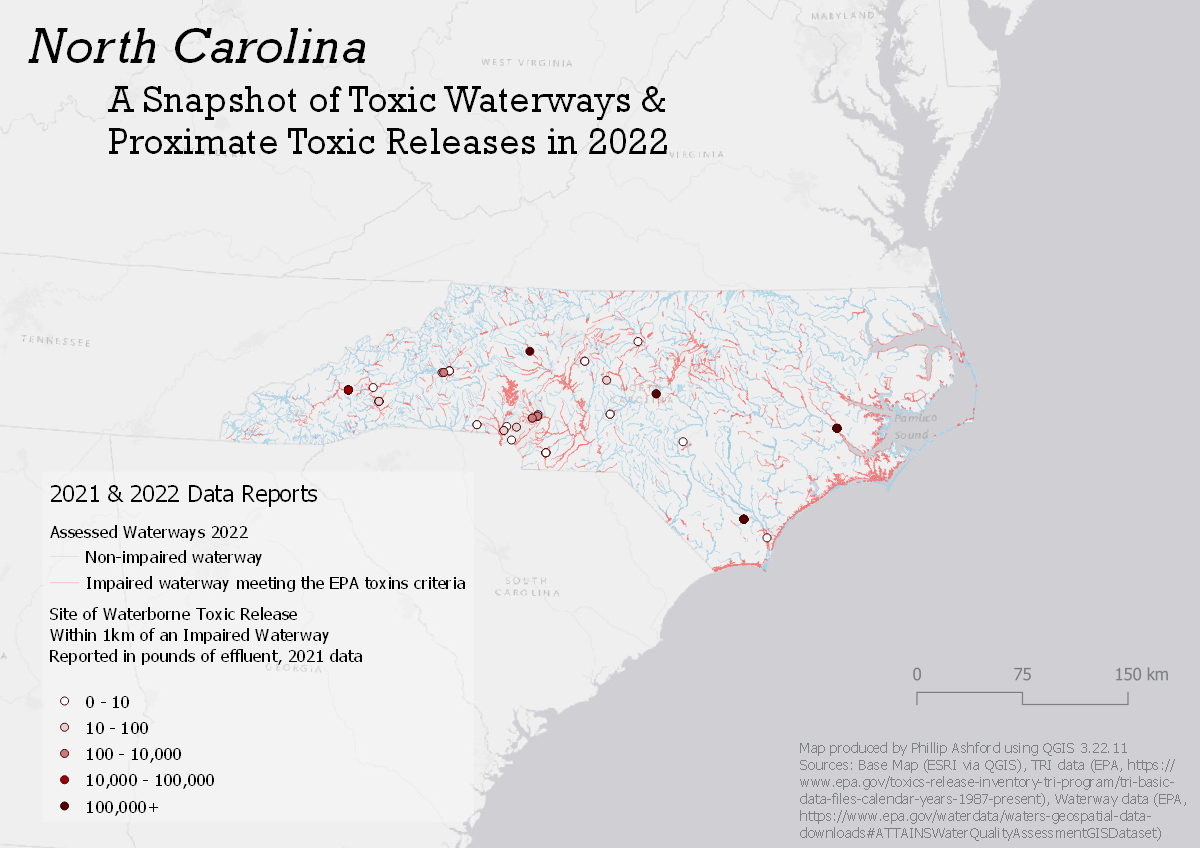 North Carolina
A Snapshot of Toxic Waterways &
Proximate Toxic Releases in 2022
MARYLAND
WEST VIRGINIA
VIRGINIA
TENNESSEE
Pamlico
Sound
SOUTH
CAROLINA
GEORGIA
2021 & 2022 Data Reports
Assessed Waterways 2022
Non-impaired waterway
Impaired waterway meeting the EPA toxins criteria
Site of Waterborne Toxic Release
Within 1km of an Impaired Waterway
Reported in pounds of effluent, 2021 data
0 - 10
10 - 100
100 - 10,000
10,000 - 100,000
100,000+
0 75 150 km
Map produced by Phillip Ashford using QGIS 3.22.11
Sources: Base Map (ESRI via QGIS), TRI data (EPA, https://
www.epa.gov/toxics-release-inventory-tri-program/tri-basic-
data-files-calendar-years-1987-present), Waterway data (EPA,
https://www.epa.gov/waterdata/waters-geospatial-data-
downloads#ATTAINSWaterQualityAssessmentGISDataset)